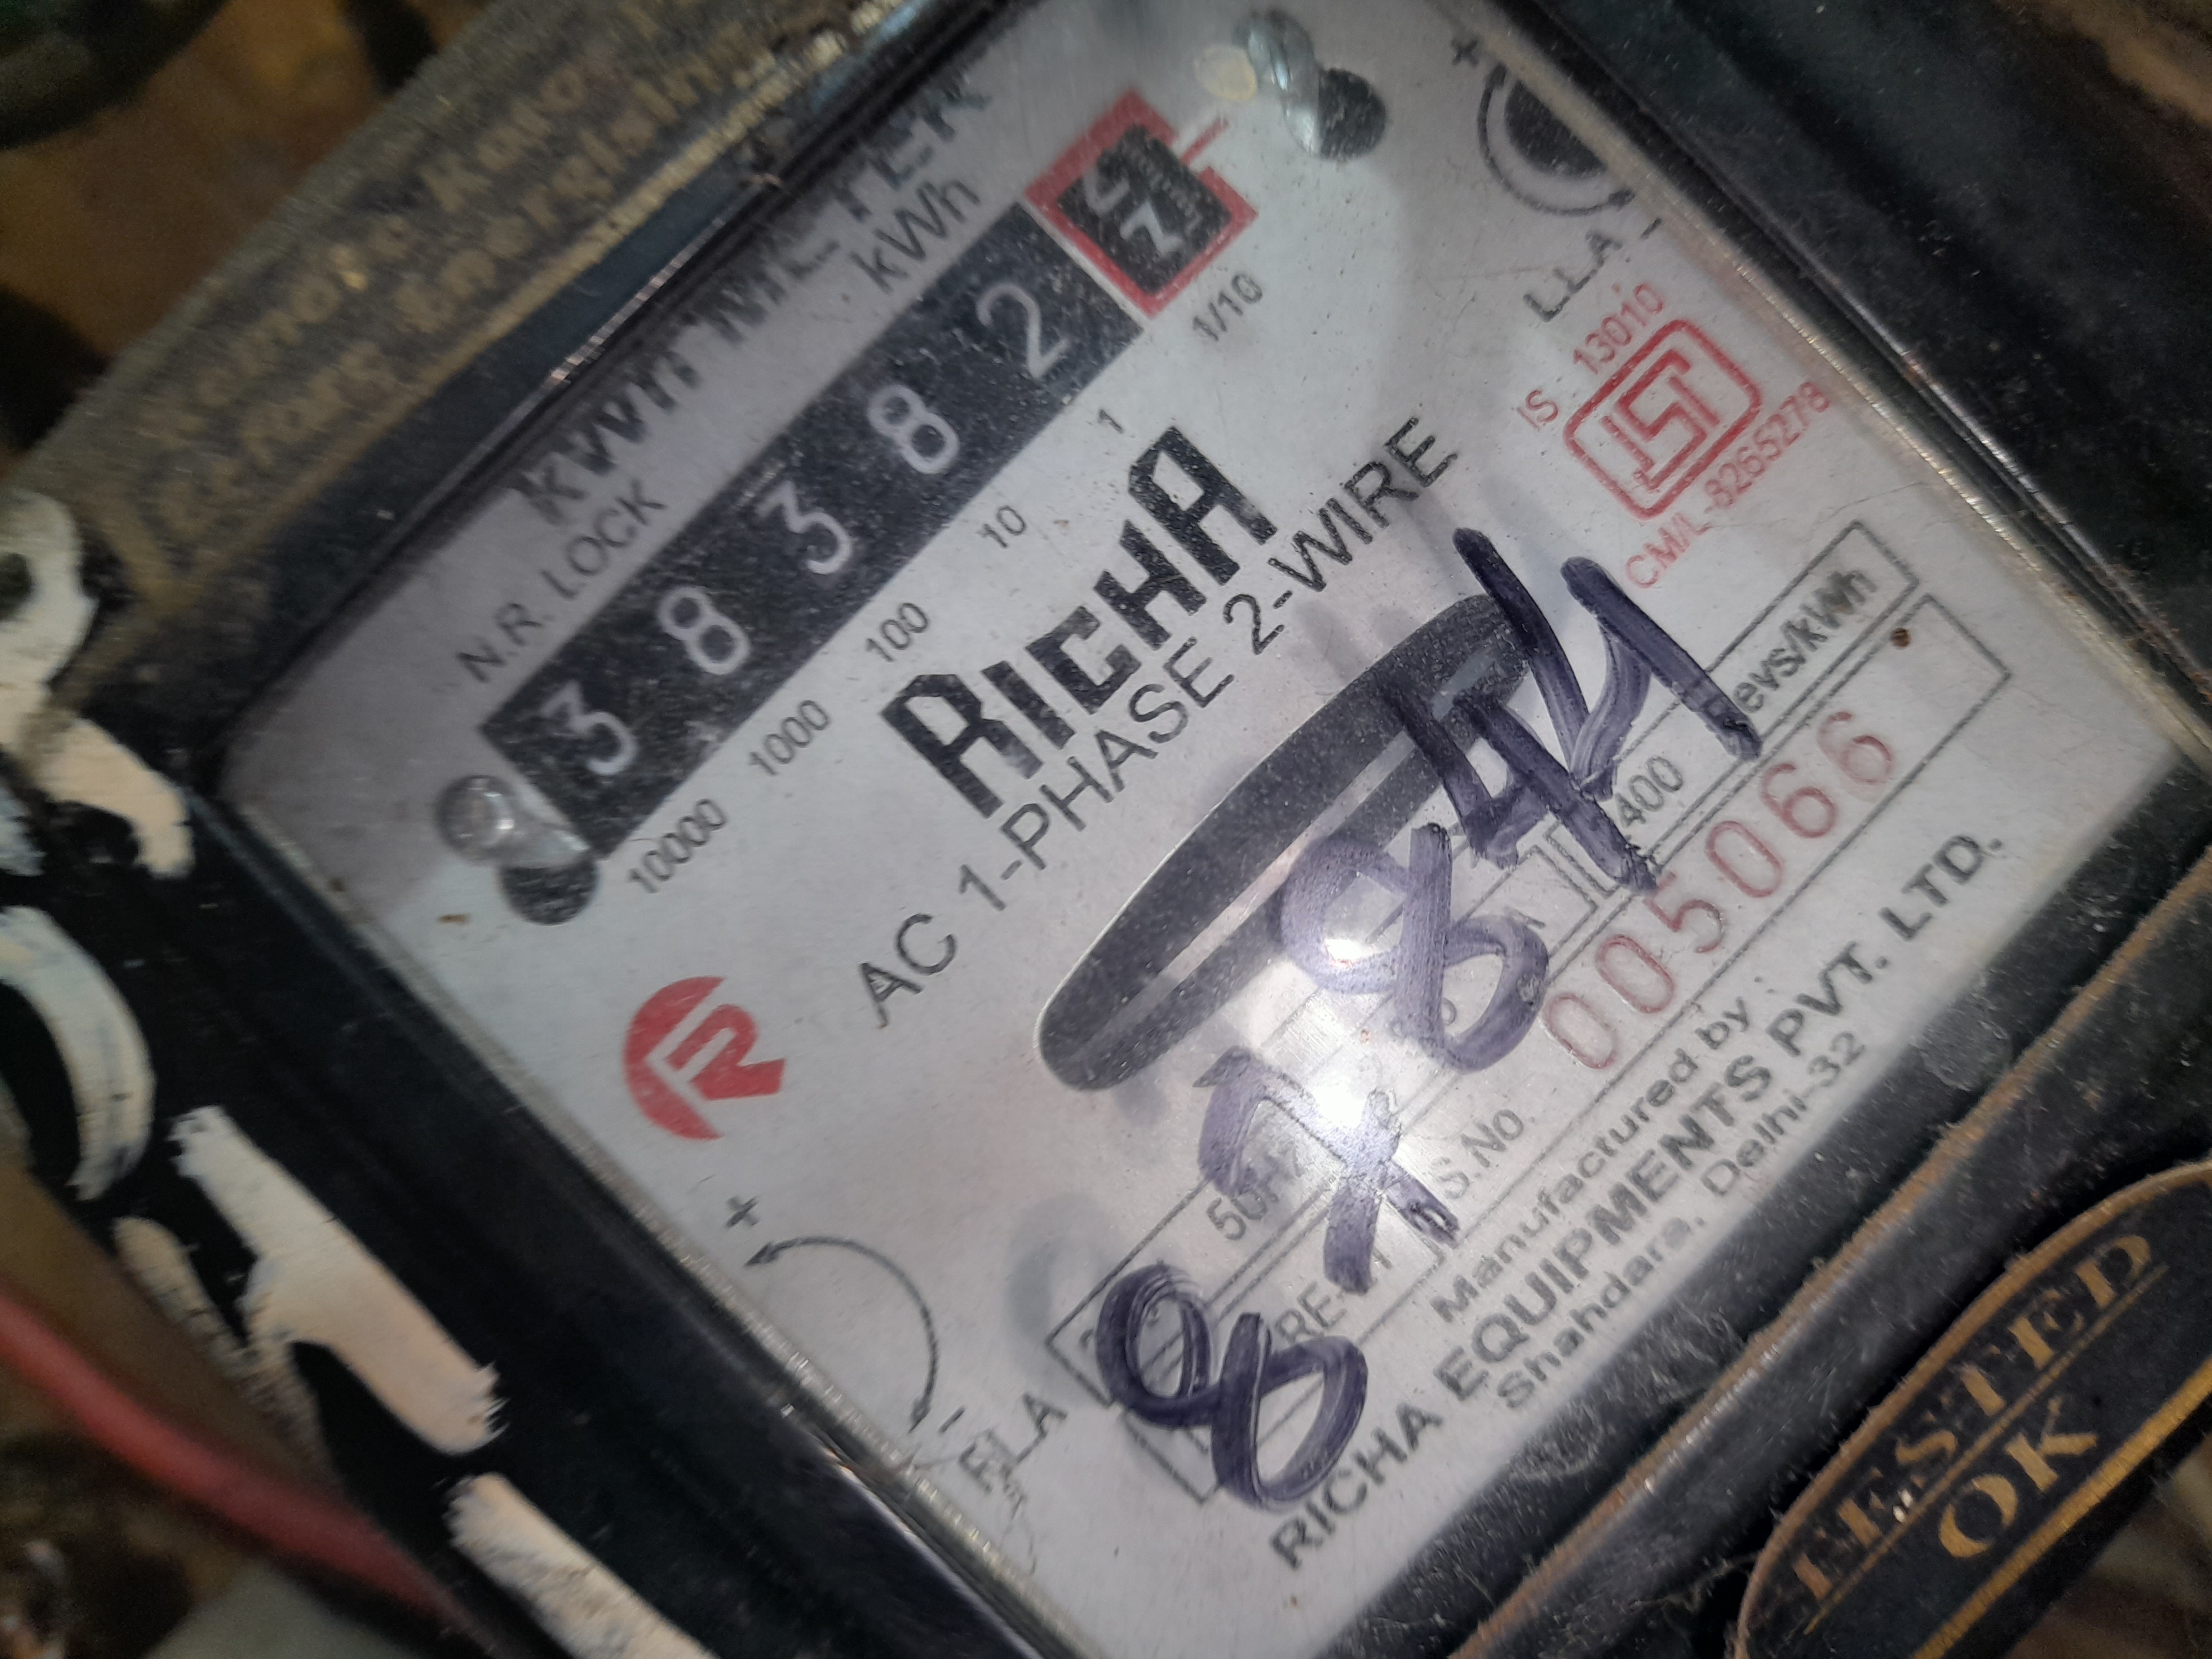 kWh METER
kWh
N.R. LOCK
3 8 3 8 2
10000 1000 100 10 1 1/10
RICHA
AC 1-PHASE 2-WIRE
+
LLA -
IS - 13010
ISI
CM/L-8265278
R
+
-
ELA
87844
50Hz
400 Revs/kWh
S.No. 005066
Manufactured by :
RICHA EQUIPMENTS PVT. LTD.
Shahdara, Delhi-32
TESTED
OK